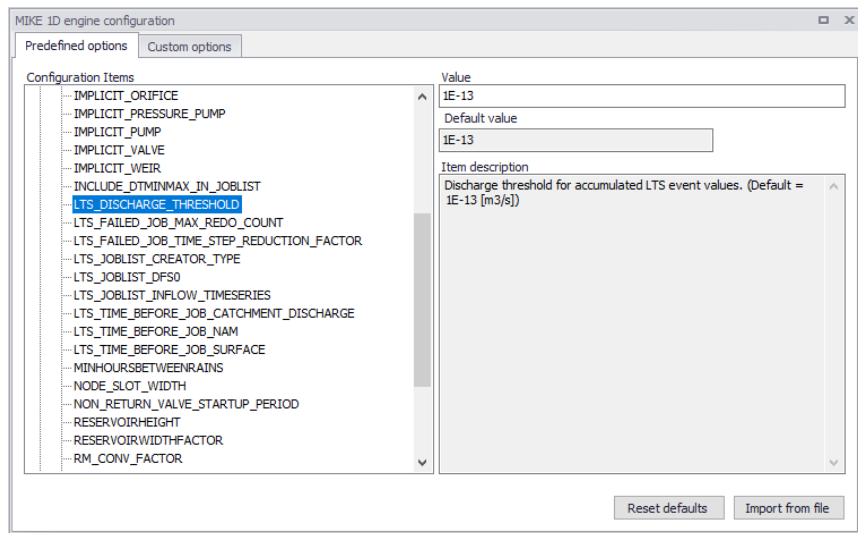 MIKE 1D engine configuration
Predefined options
Custom options
Configuration Items
IMPLICIT_ORIFICE
IMPLICIT_PRESSURE_PUMP
IMPLICIT_PUMP
IMPLICIT_VALVE
IMPLICIT_WEIR
INCLUDE_DTMINMAX_IN_JOBLIST
LTS_DISCHARGE_THRESHOLD
LTS_FAILED_JOB_MAX_REDO_COUNT
LTS_FAILED_JOB_TIME_STEP_REDUCTION_FACTOR
LTS_JOBLIST_CREATOR_TYPE
LTS_JOBLIST_DFS0
LTS_JOBLIST_INFLOW_TIMESERIES
LTS_TIME_BEFORE_JOB_CATCHMENT_DISCHARGE
LTS_TIME_BEFORE_JOB_NAM
LTS_TIME_BEFORE_JOB_SURFACE
MINHOURSBETWEENRAINS
NODE_SLOT_WIDTH
NON_RETURN_VALVE_STARTUP_PERIOD
RESERVOIRHEIGHT
RESERVOIRWIDTHFACTOR
RM_CONV_FACTOR
Value
1E-13
Default value
1E-13
Item description
Discharge threshold for accumulated LTS event values. (Default =
1E-13 [m3/s])
Reset defaults
Import from file